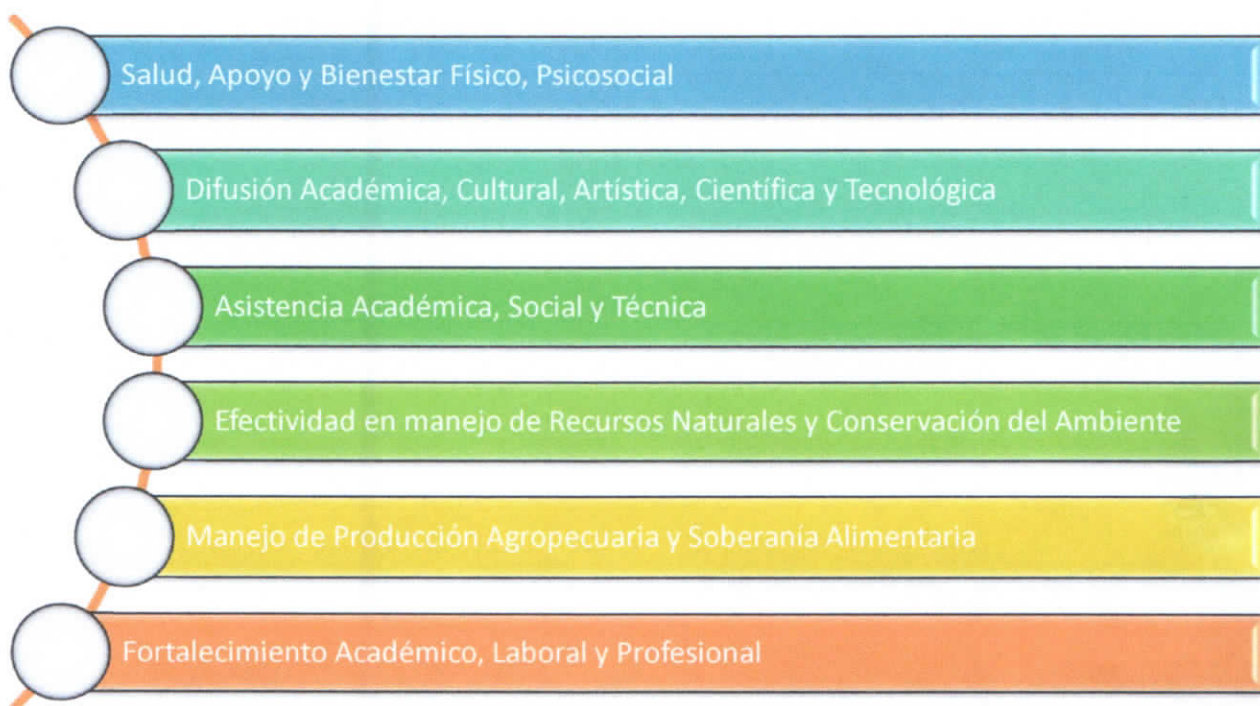 Salud, Apoyo y Bienestar Físico, Psicosocial
Difusión Académica, Cultural, Artística, Científica y Tecnológica
Asistencia Académica, Social y Técnica
Efectividad en manejo de Recursos Naturales y Conservación del Ambiente
Manejo de Producción Agropecuaria y Soberanía Alimentaria
Fortalecimiento Académico, Laboral y Profesional